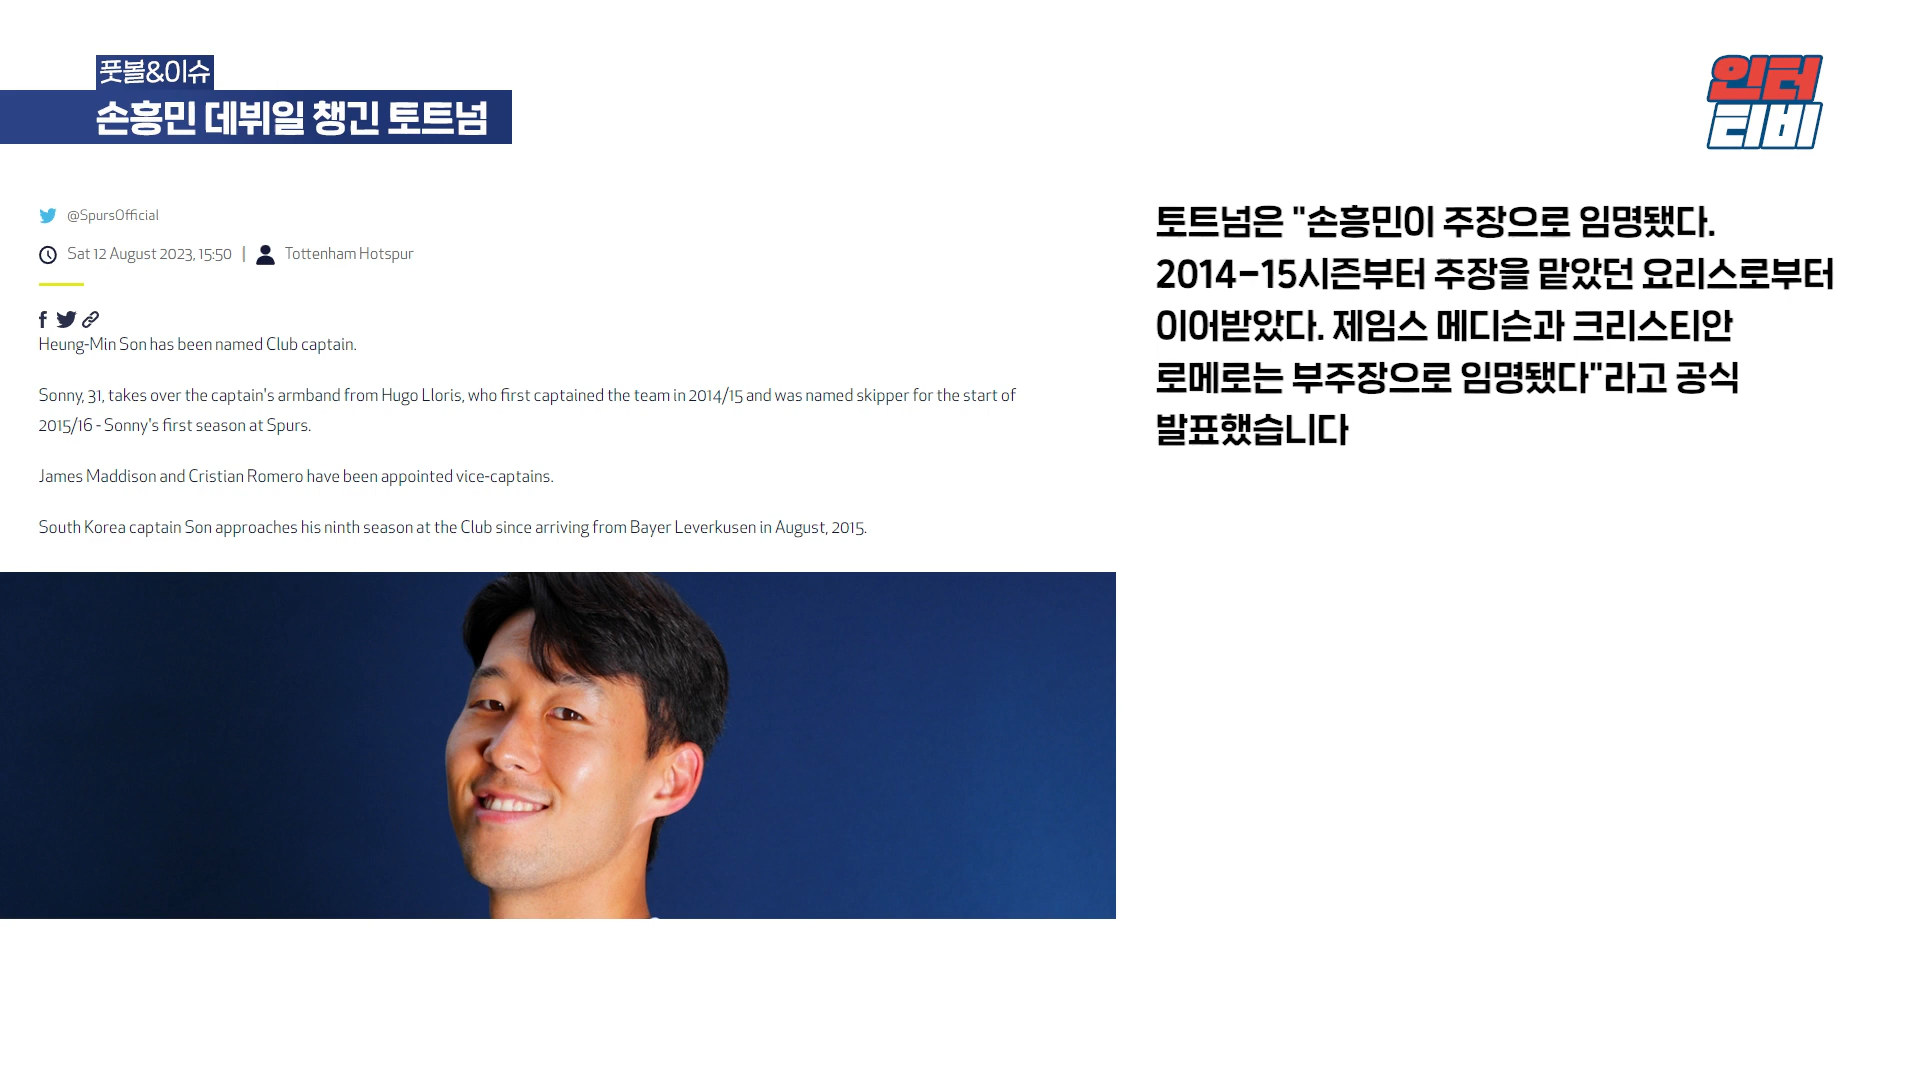 풋볼&이슈
손흥민 데뷔일 챙긴 토트넘
인터
티비
@SpursOfficial
Sat 12 August 2023, 15:50 | Tottenham Hotspur
Heung-Min Son has been named Club captain.
Sonny, 31, takes over the captain's armband from Hugo Lloris, who first captained the team in 2014/15 and was named skipper for the start of
2015/16 - Sonny's first season at Spurs.
James Maddison and Cristian Romero have been appointed vice-captains.
South Korea captain Son approaches his ninth season at the Club since arriving from Bayer Leverkusen in August, 2015.
토트넘은 "손흥민이 주장으로 임명됐다.
2014-15시즌부터 주장을 맡았던 요리스로부터
이어받았다. 제임스 메디슨과 크리스티안
로메로는 부주장으로 임명됐다"라고 공식
발표했습니다